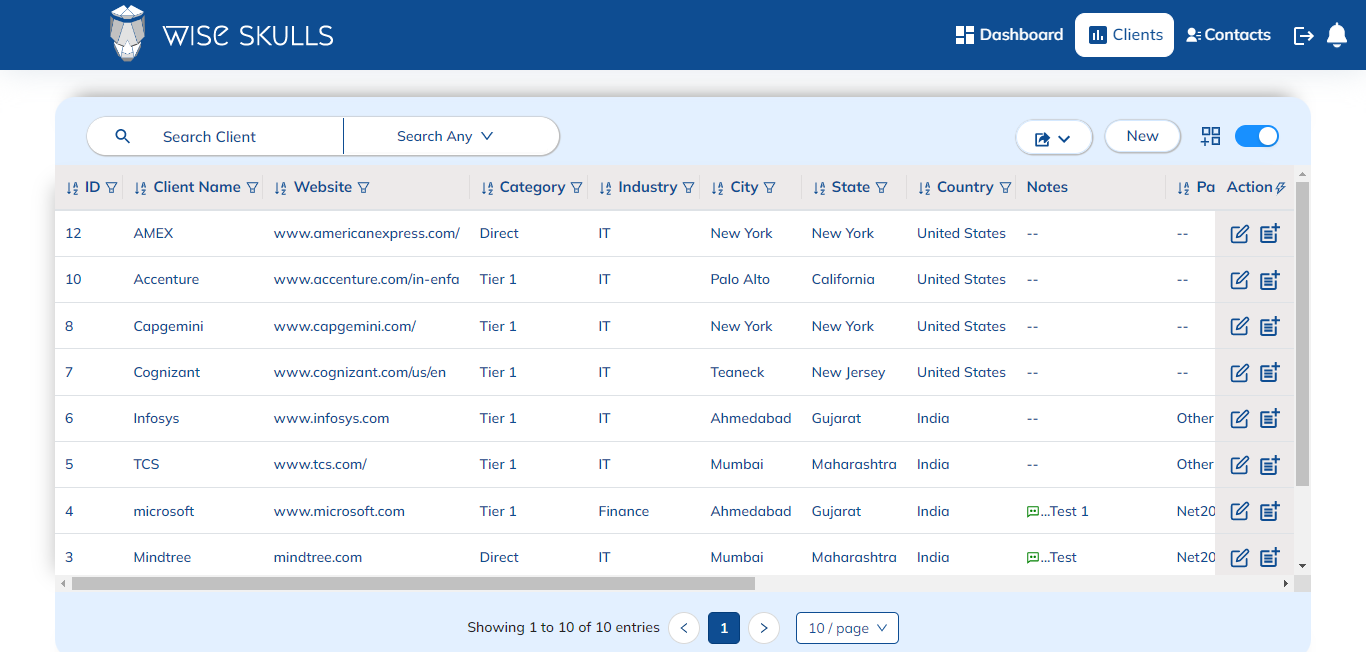 WISE SKULLS Dashboard Clients Contacts
Search Client Search Any New
ID Client Name Website Category Industry City State Country Notes Pa Action
12 AMEX www.americanexpress.com/ Direct IT New York New York United States -- --
10 Accenture www.accenture.com/in-enfa Tier 1 IT Palo Alto California United States -- --
8 Capgemini www.capgemini.com/ Tier 1 IT New York New York United States -- --
7 Cognizant www.cognizant.com/us/en Tier 1 IT Teaneck New Jersey United States -- --
6 Infosys www.infosys.com Tier 1 IT Ahmedabad Gujarat India -- Other
5 TCS www.tcs.com/ Tier 1 IT Mumbai Maharashtra India -- Other
4 microsoft www.microsoft.com Tier 1 Finance Ahmedabad Gujarat India ...Test 1 Net20
3 Mindtree mindtree.com Direct IT Mumbai Maharashtra India ...Test Net20
Showing 1 to 10 of 10 entries < 1 > 10 / page